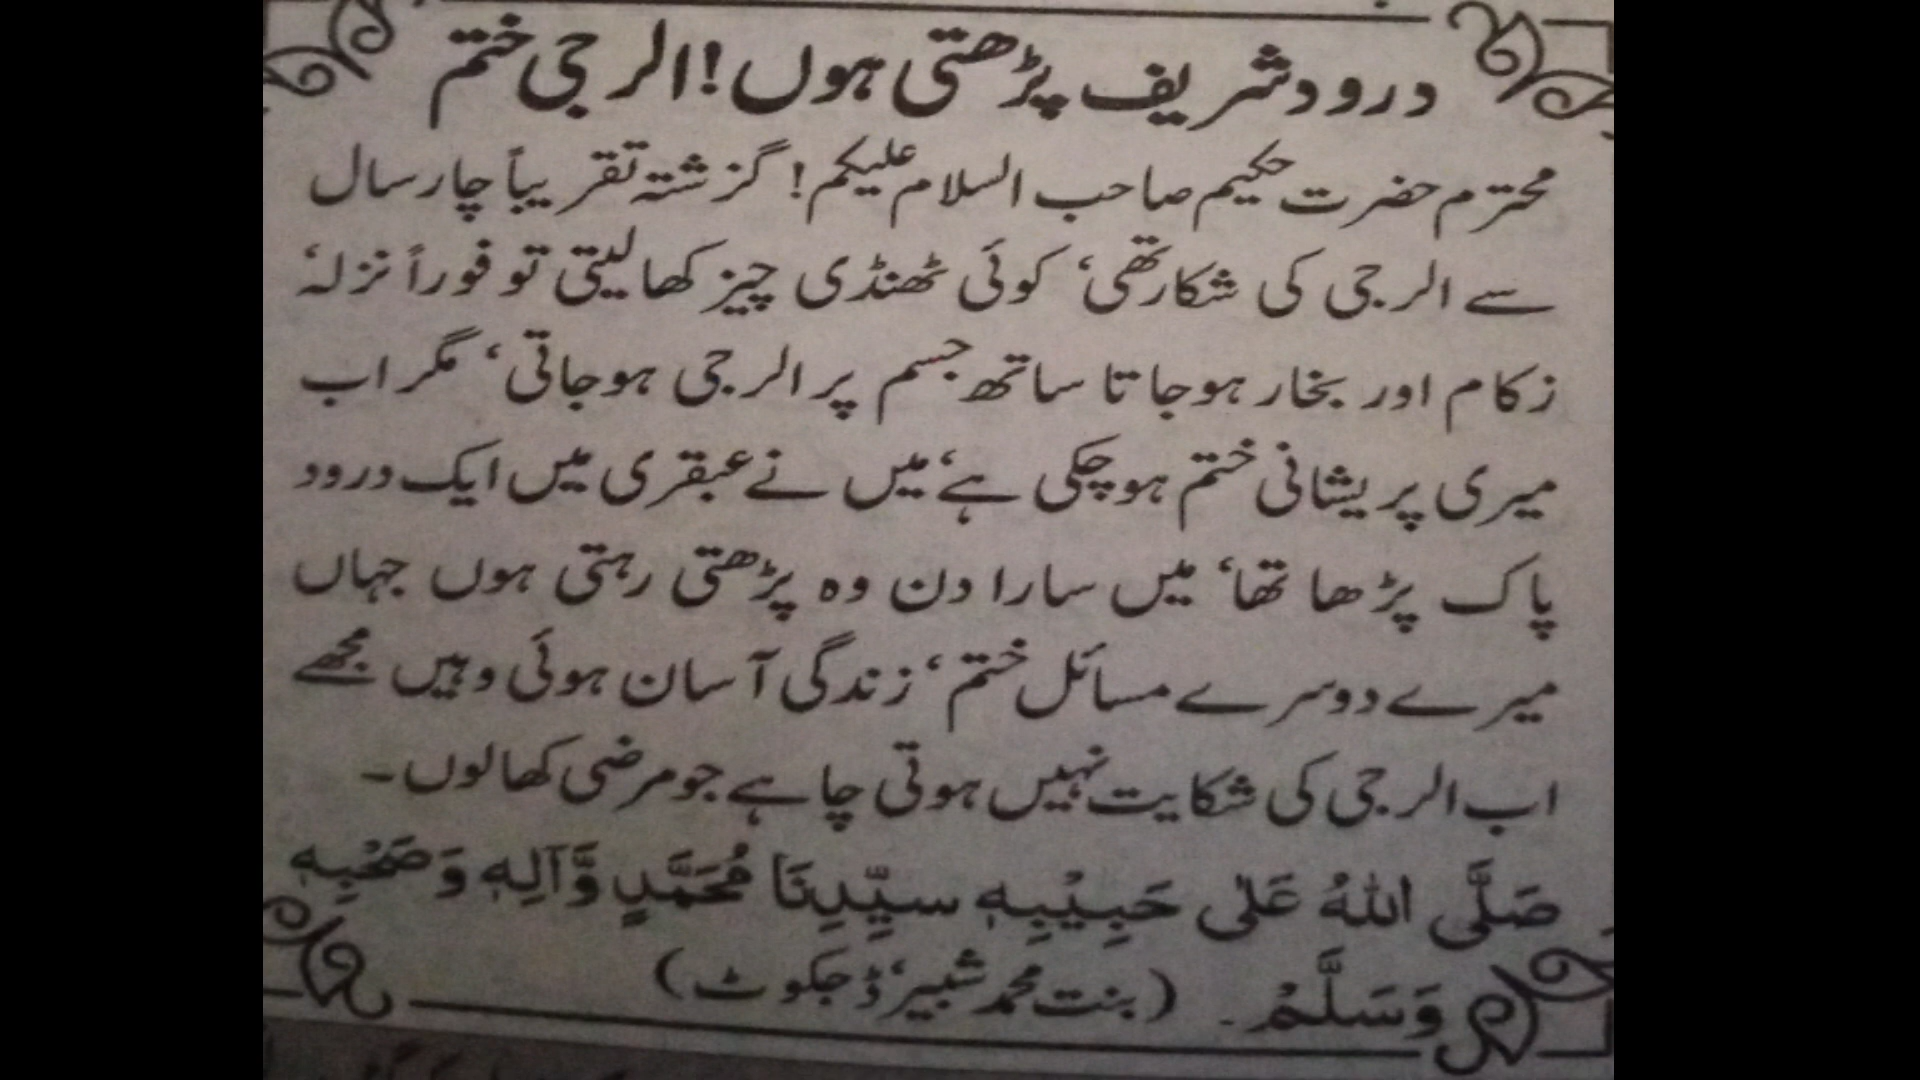 درود شریف پڑھتی ہوں! الرجی ختم
محترم حضرت حکیم صاحب السلام علیکم! گزشتہ تقریباً چار سال
سے الرجی کی شکار تھی‘ کوئی ٹھنڈی چیز کھا لیتی تو فوراً نزلہ‘
زکام اور بخار ہوجاتا ساتھ جسم پر الرجی ہوجاتی‘ مگر اب
میری پریشانی ختم ہوچکی ہے‘ میں نے عبقری میں ایک درود
پاک پڑھا تھا‘ میں سارا دن وہ پڑھتی رہتی ہوں جہاں
میرے دوسرے مسائل ختم‘ زندگی آسان ہوئی وہیں مجھے
اب الرجی کی شکایت نہیں ہوتی چاہے جو مرضی کھالوں۔
صَلَّی اللّٰہُ عَلٰی حَبِیْبِہٖ سیِّدِنَا مُحَمَّدٍ وَّآلِہٖ وَصَحْبِہٖ
وَسَلَّمْ۔ (بنت محمد شبیر‘ ڈجکوٹ)